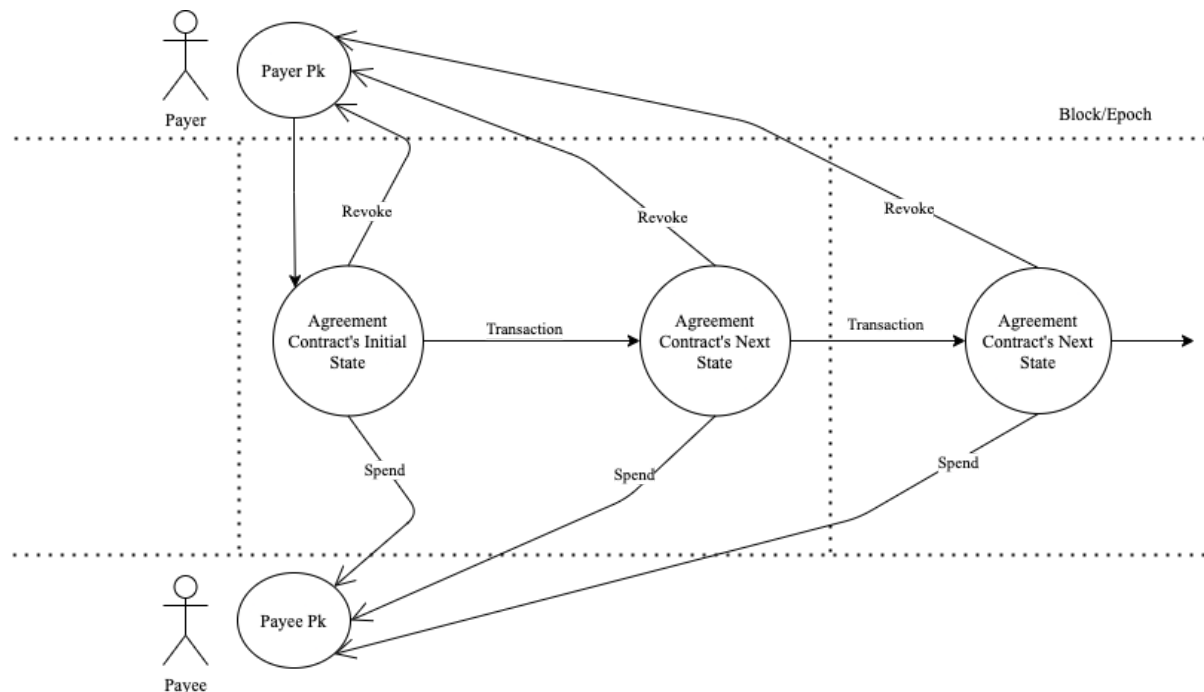 Payer Pk
Payer
Block/Epoch
Revoke
Revoke
Revoke
Agreement
Contract's Initial
State
Transaction
Agreement
Contract's Next
State
Transaction
Agreement
Contract's Next
State
Spend
Spend
Spend
Payee Pk
Payee